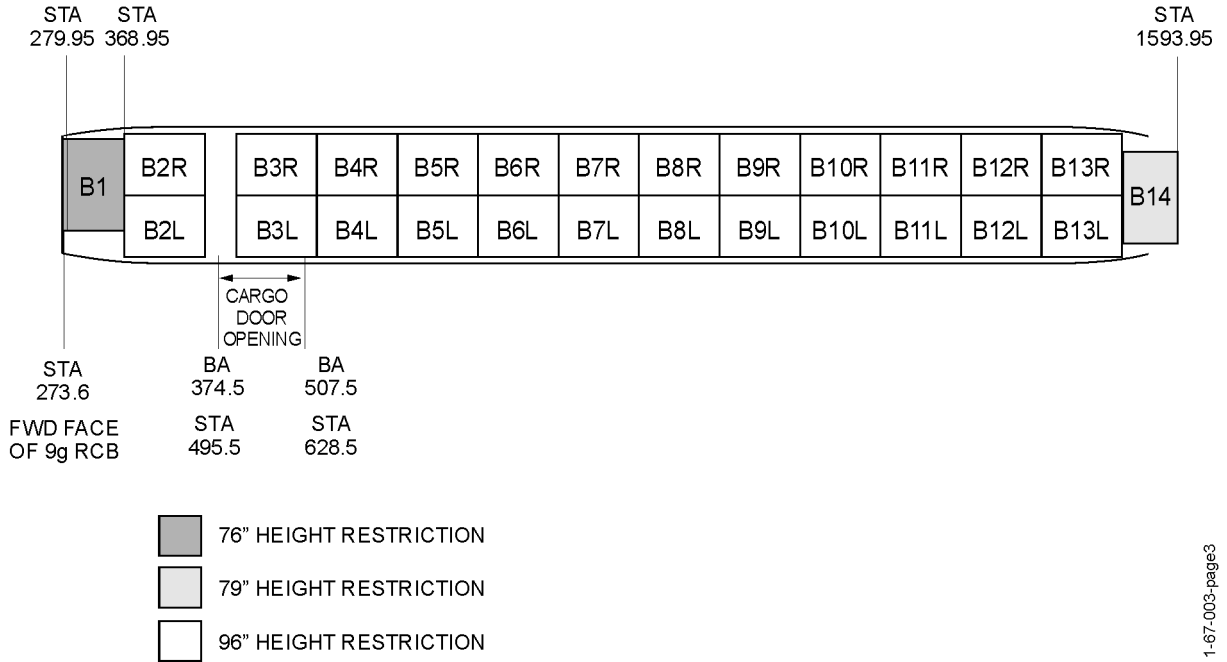 STA
279.95
STA
368.95
STA
1593.95
B1
B2R
B3R
B4R
B5R
B6R
B7R
B8R
B9R
B10R
B11R
B12R
B13R
B14
B2L
B3L
B4L
B5L
B6L
B7L
B8L
B9L
B10L
B11L
B12L
B13L
CARGO
DOOR
OPENING
STA
273.6
FWD FACE
OF 9g RCB
BA
374.5
STA
495.5
BA
507.5
STA
628.5
76” HEIGHT RESTRICTION
79” HEIGHT RESTRICTION
96” HEIGHT RESTRICTION
1-67-003-page3